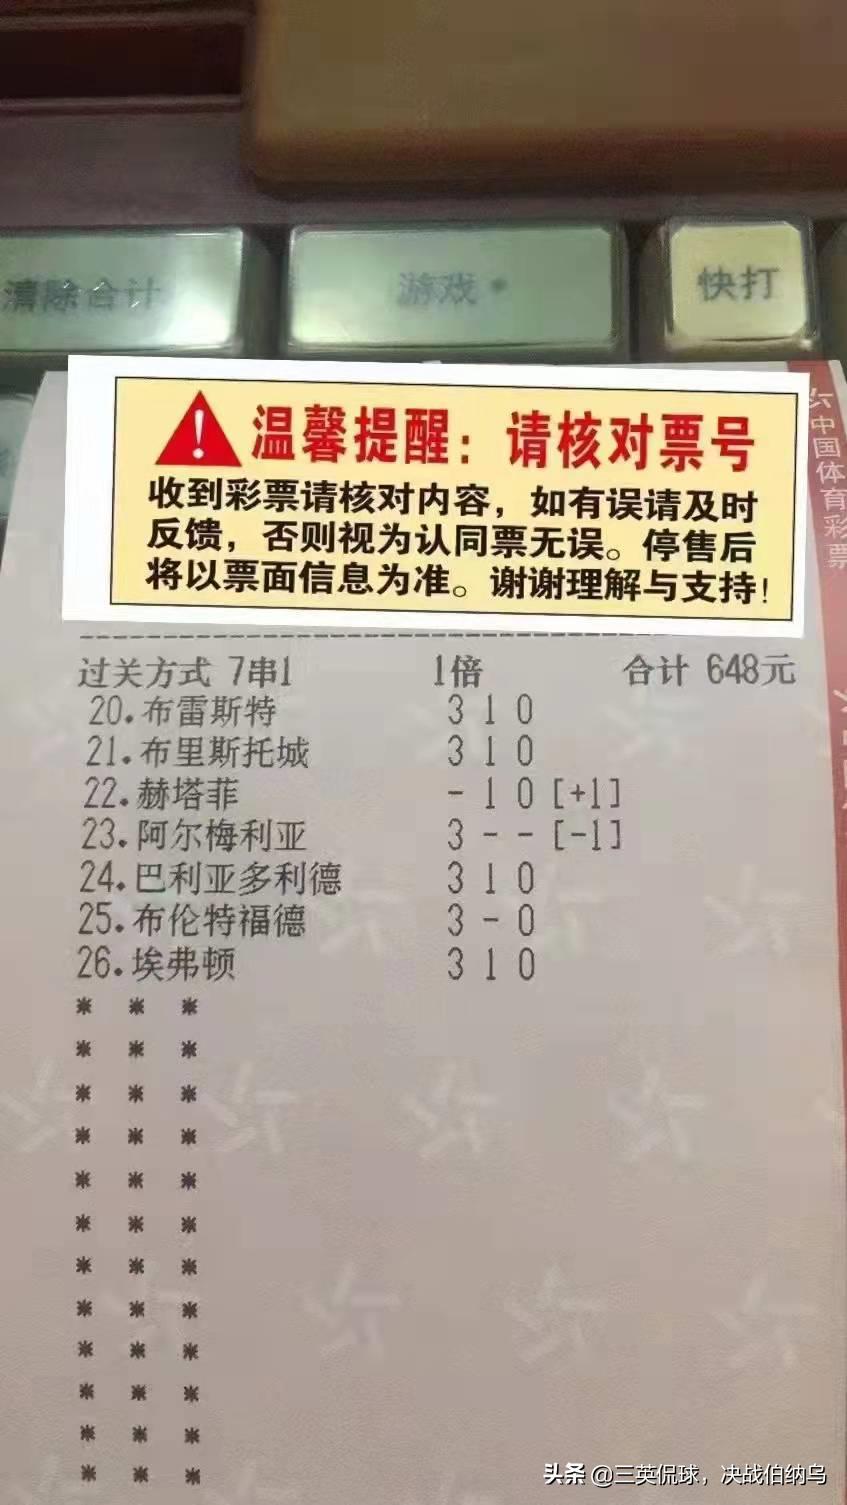 清除合计
游戏
快打
中国体育彩票
温馨提醒：请核对票号
收到彩票请核对内容，如有误请及时
反馈，否则视为认同票无误。停售后
将以票面信息为准。谢谢理解与支持！
过关方式 7串1 1倍 合计 648元
20.布雷斯特 3 1 0
21.布里斯托城 3 1 0
22.赫塔菲 - 1 0 [+1]
23.阿尔梅利亚 3 - - [-1]
24.巴利亚多利德 3 1 0
25.布伦特福德 3 - 0
26.埃弗顿 3 1 0
* * *
* * *
* * *
* * *
* * *
* * *
* * *
* * *
* * *
* * *
* * *
* * *
头条 @三英侃球，决战伯纳乌